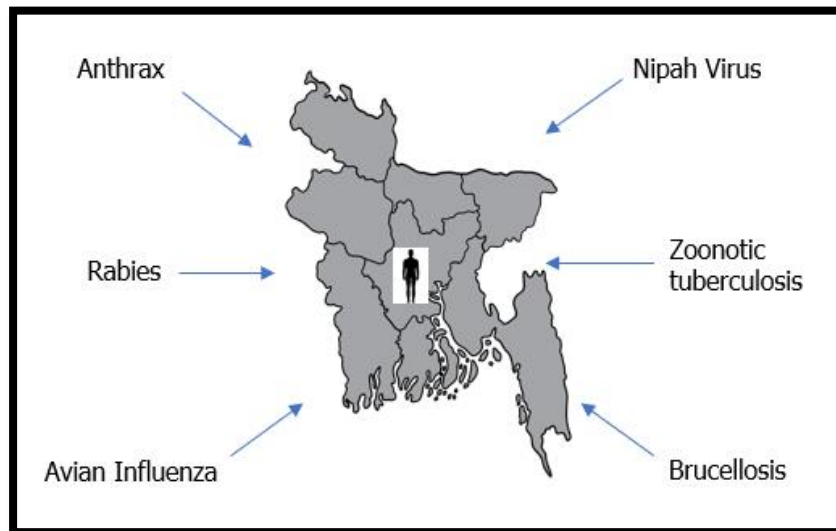 Anthrax
Nipah Virus
Rabies
Zoonotic
tuberculosis
Avian Influenza
Brucellosis